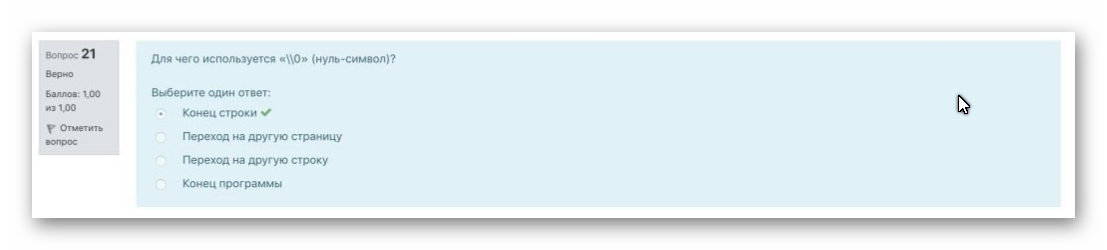 Вопрос 21
Верно
Баллов: 1,00
из 1,00
Отметить
вопрос
Для чего используется «\\0» (нуль-символ)?
Выберите один ответ:
Конец строки
Переход на другую страницу
Переход на другую строку
Конец программы